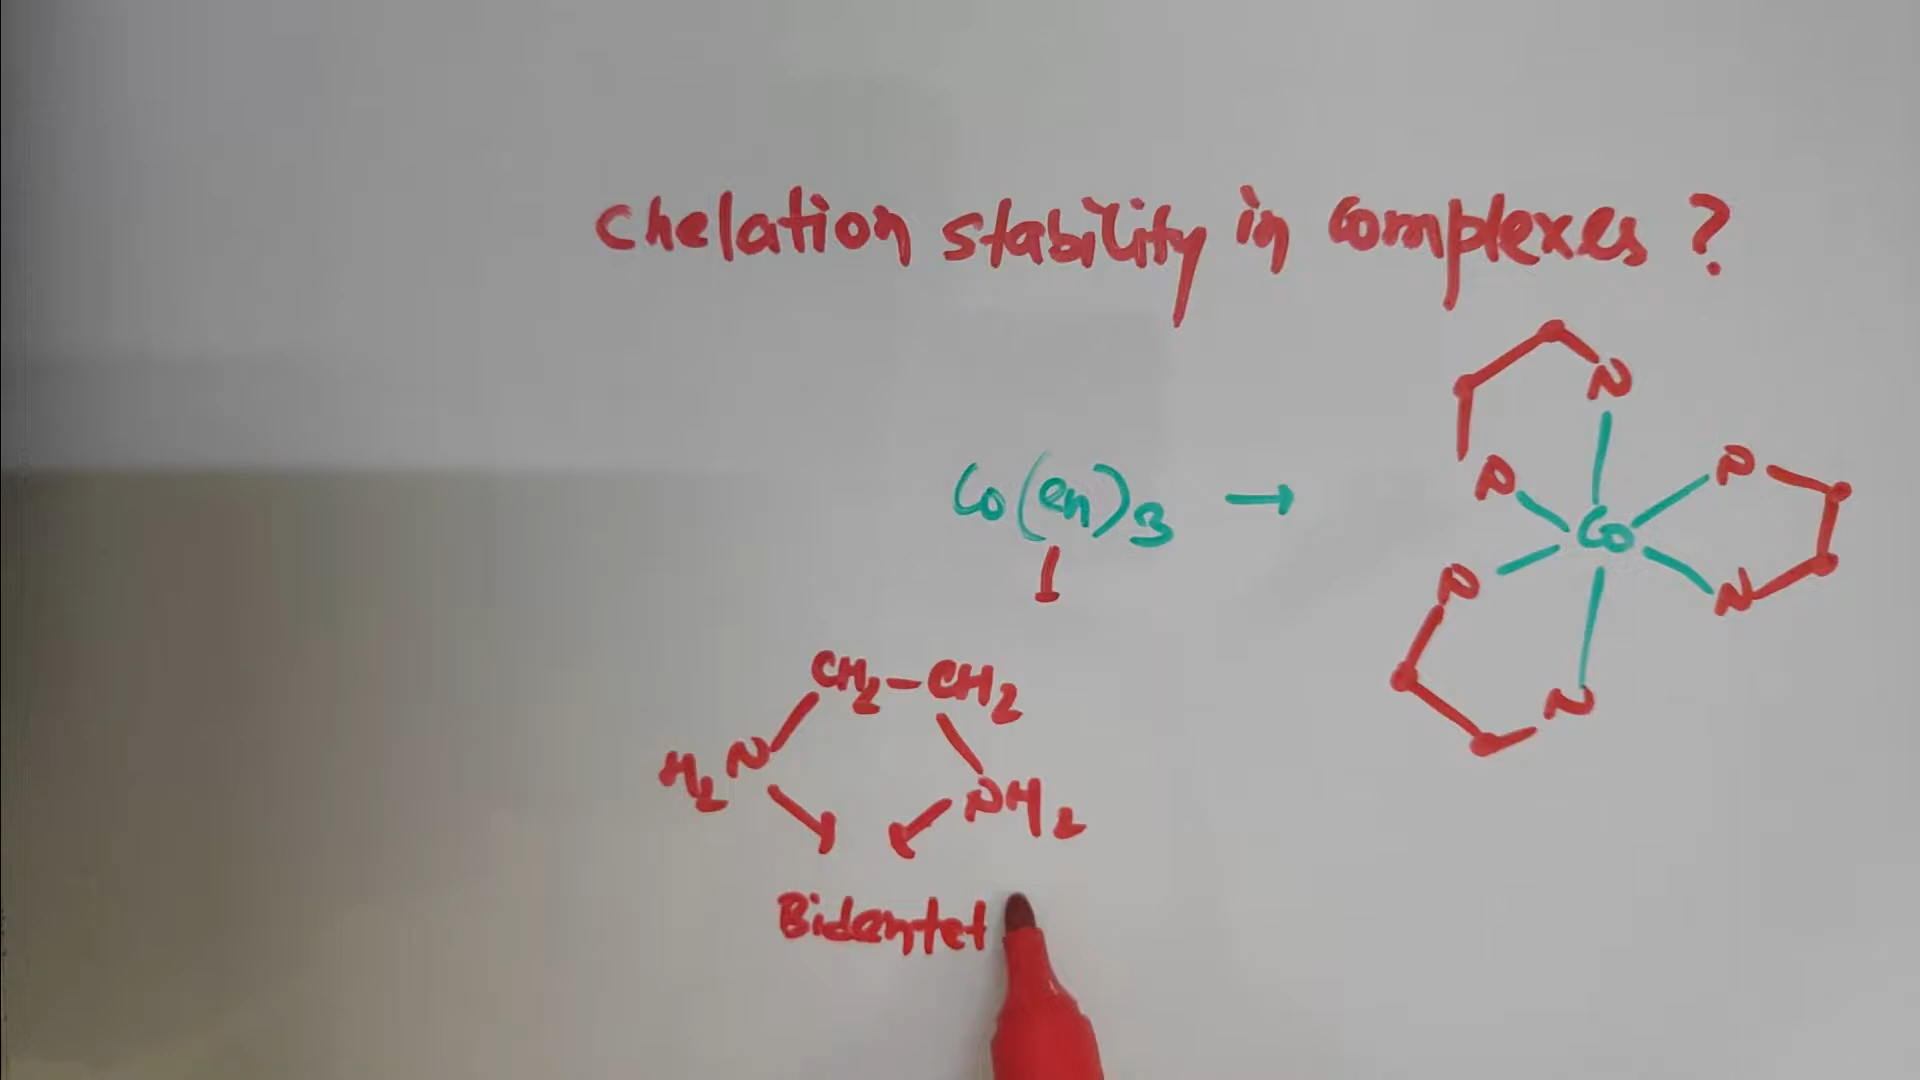 Chelation stability in complexes ?
Co(en)3 →
N
N
N
Co
N
N
N
CH2-CH2
H2N
NH2
Bidentet